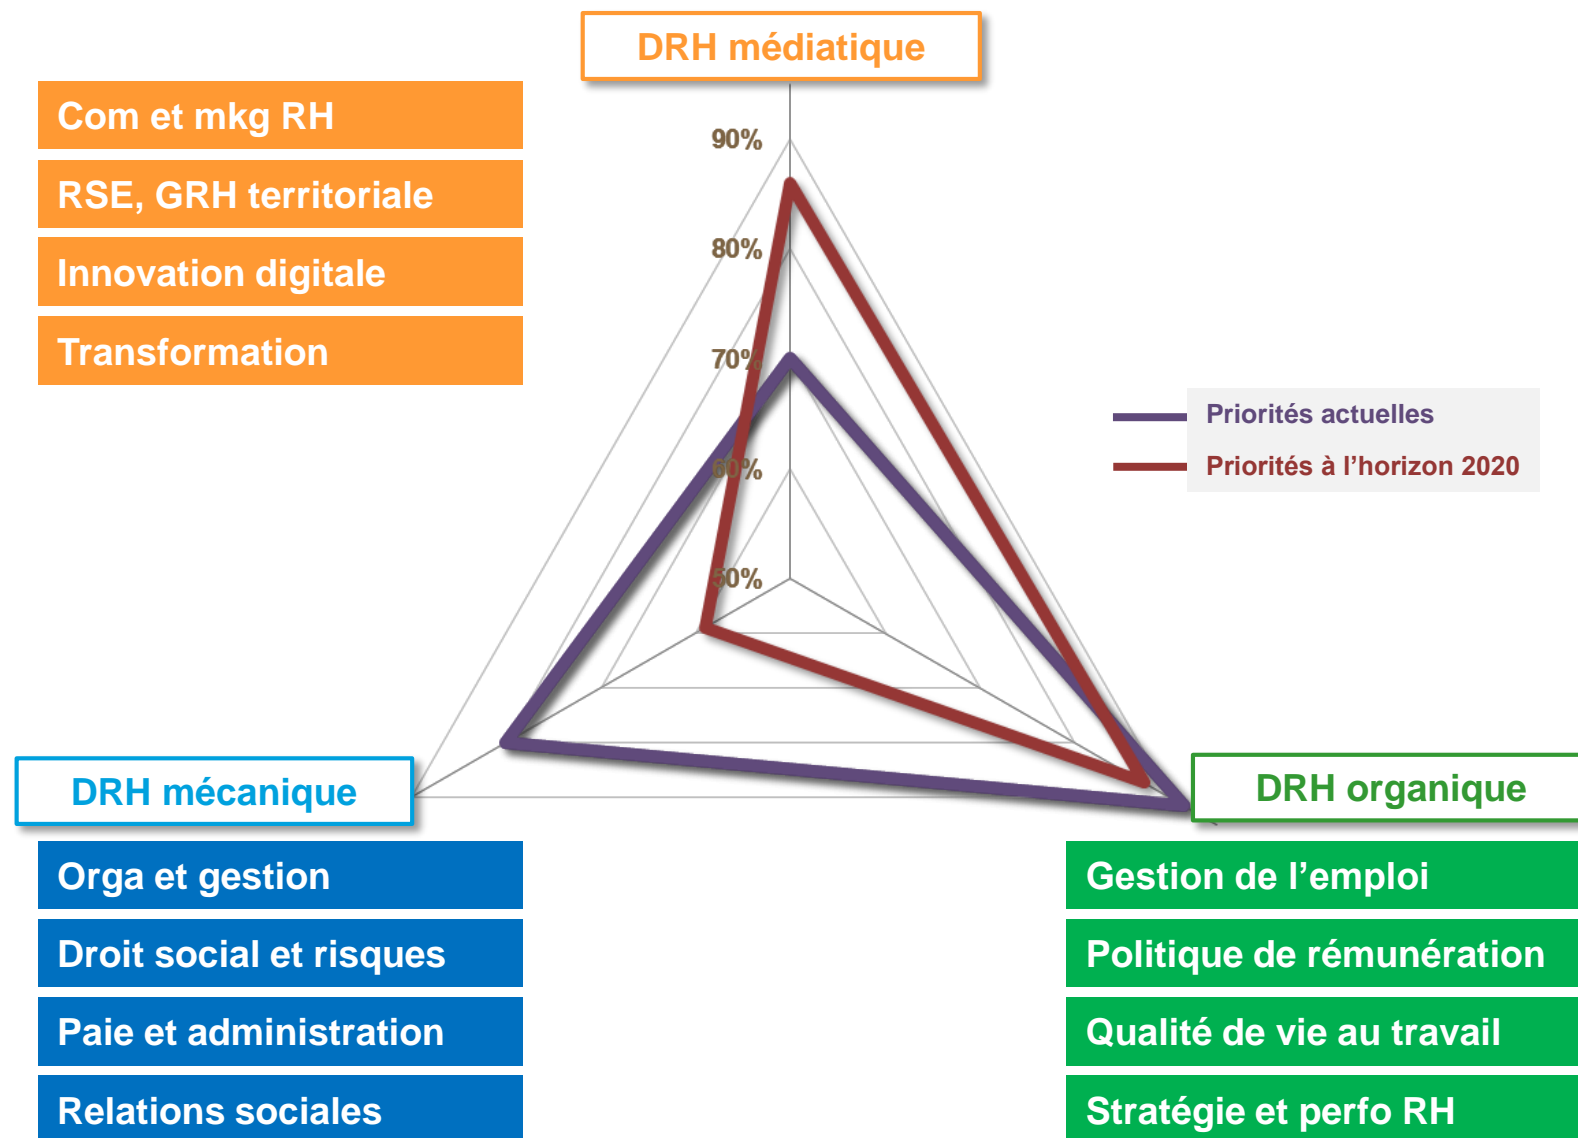 DRH médiatique
Com et mkg RH
RSE, GRH territoriale
Innovation digitale
Transformation
90%
80%
70%
60%
50%
Priorités actuelles
Priorités à l’horizon 2020
DRH mécanique
Orga et gestion
Droit social et risques
Paie et administration
Relations sociales
DRH organique
Gestion de l’emploi
Politique de rémunération
Qualité de vie au travail
Stratégie et perfo RH